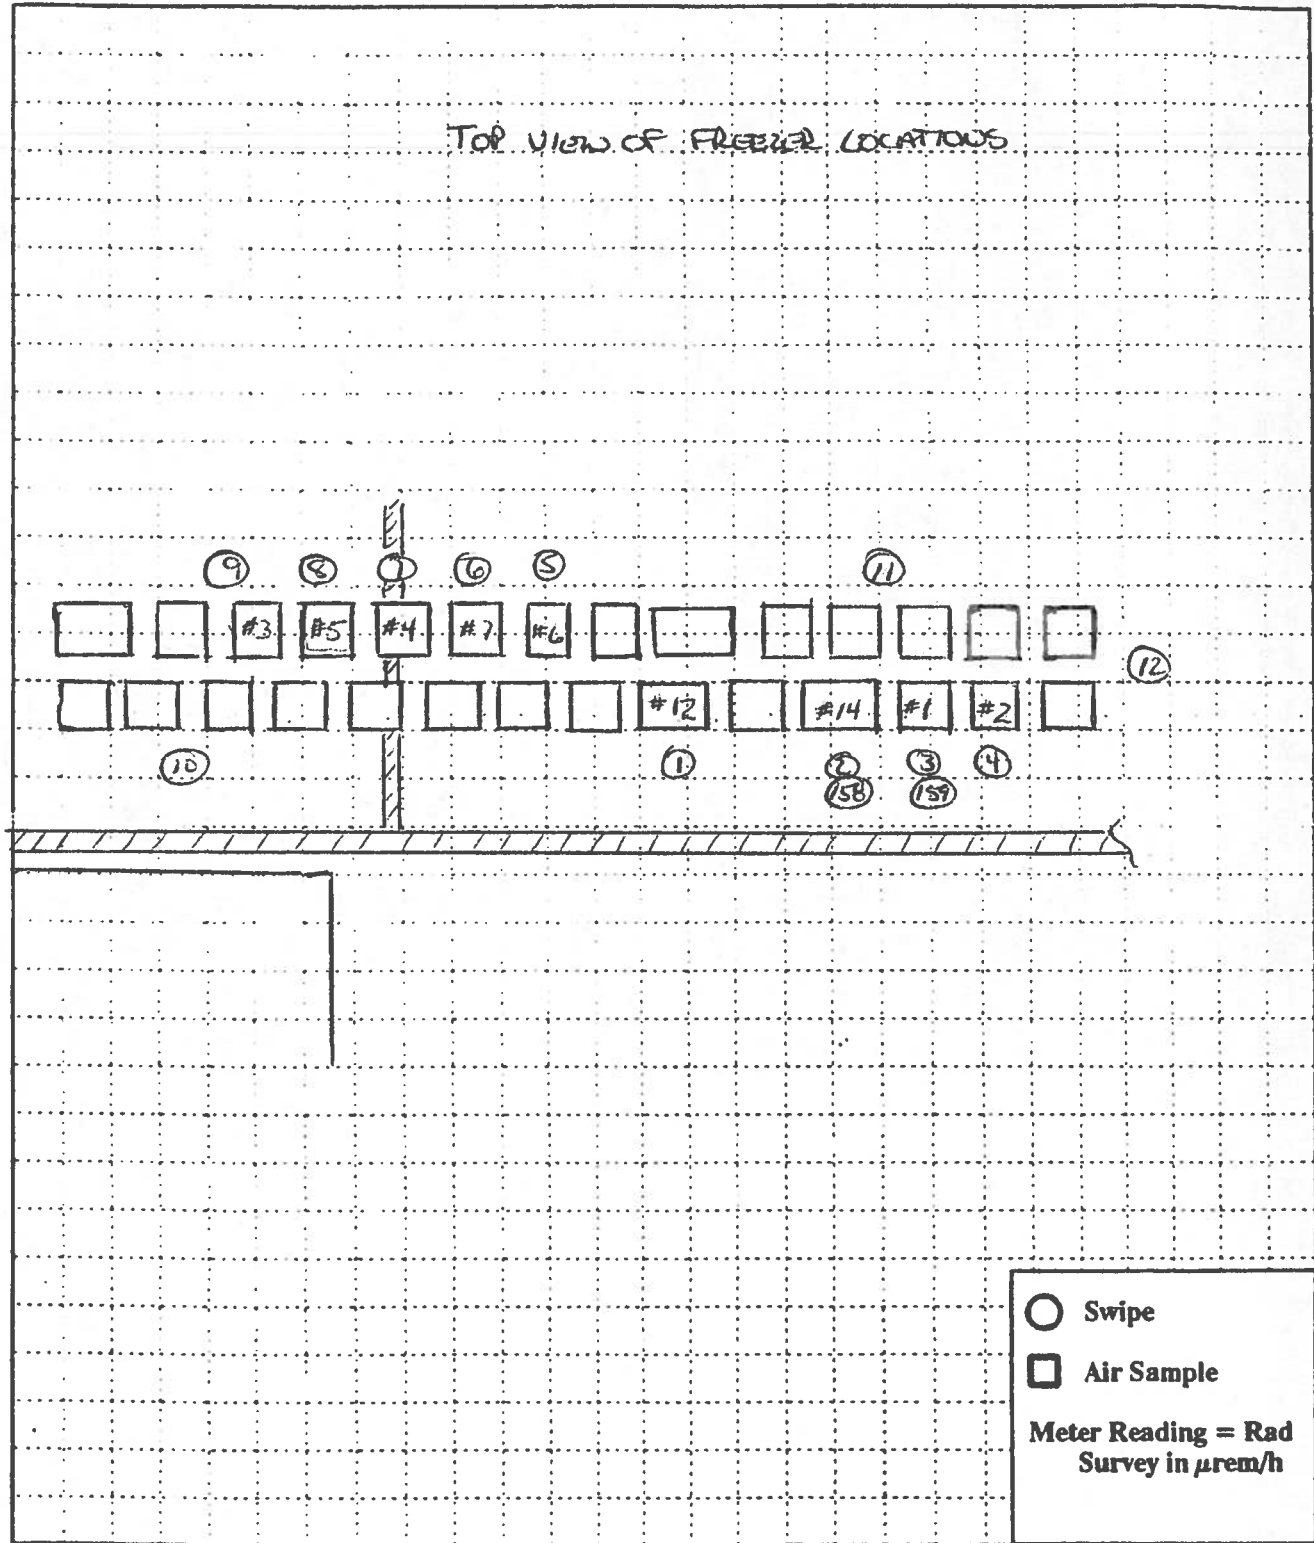 TOP VIEW OF FREEZER LOCATIONS
9 8 6 5 11
#3 #5 #4 #7 #6
12
#12 #14 #1 #2
10 1 2 3 4
158 159
Swipe
Air Sample
Meter Reading = Rad
Survey in μrem/h